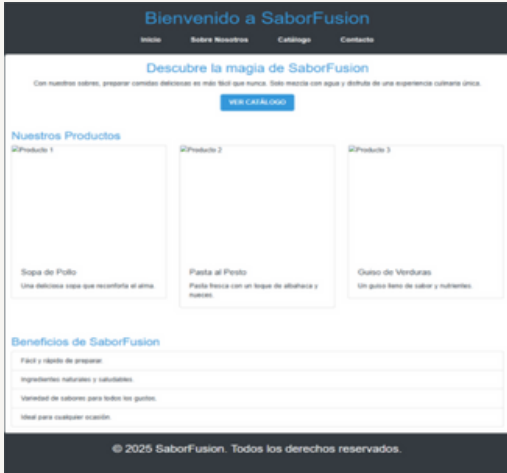 Bienvenido a SaborFusion
Inicio Sobre Nosotros Catálogo Contacto
Descubre la magia de SaborFusion
Con nuestros sobres, preparar comidas deliciosas es más fácil que nunca. Solo mezcla con agua y disfruta de una experiencia culinaria única.
VER CATÁLOGO
Nuestros Productos
Producto 1 Producto 2 Producto 3
Sopa de Pollo Pasta al Pesto Guiso de Verduras
Una deliciosa sopa que reconforta el alma. Pasta fresca con un toque de albahaca y Un guiso lleno de sabor y nutrientes.
nueces.
Beneficios de SaborFusion
Fácil y rápido de preparar.
Ingredientes naturales y saludables.
Variedad de sabores para todos los gustos.
Ideal para cualquier ocasión.
© 2025 SaborFusion. Todos los derechos reservados.